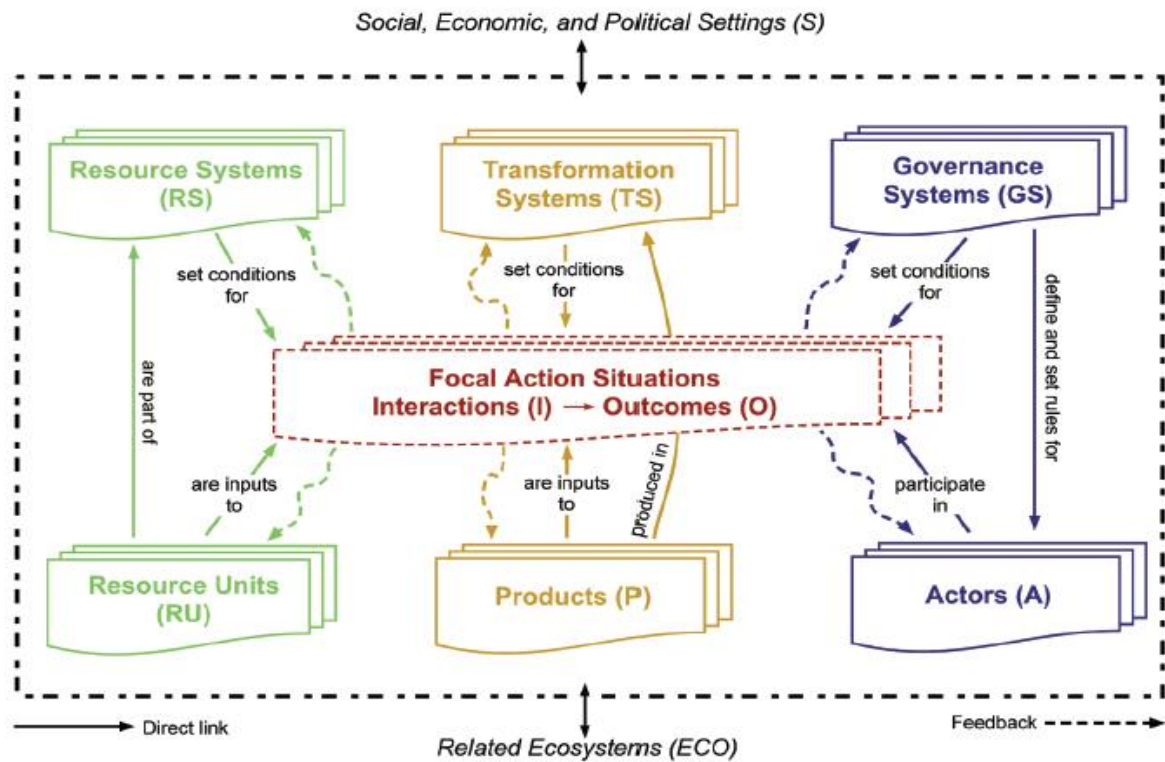 Social, Economic, and Political Settings (S)
Resource Systems
(RS)
Transformation
Systems (TS)
Governance
Systems (GS)
set conditions
for
set conditions
for
set conditions
for
are part of
define and set rules for
Focal Action Situations
Interactions (I) → Outcomes (O)
are inputs
to
are inputs
to
produced in
participate
in
Resource Units
(RU)
Products (P)
Actors (A)
Direct link
Feedback
Related Ecosystems (ECO)